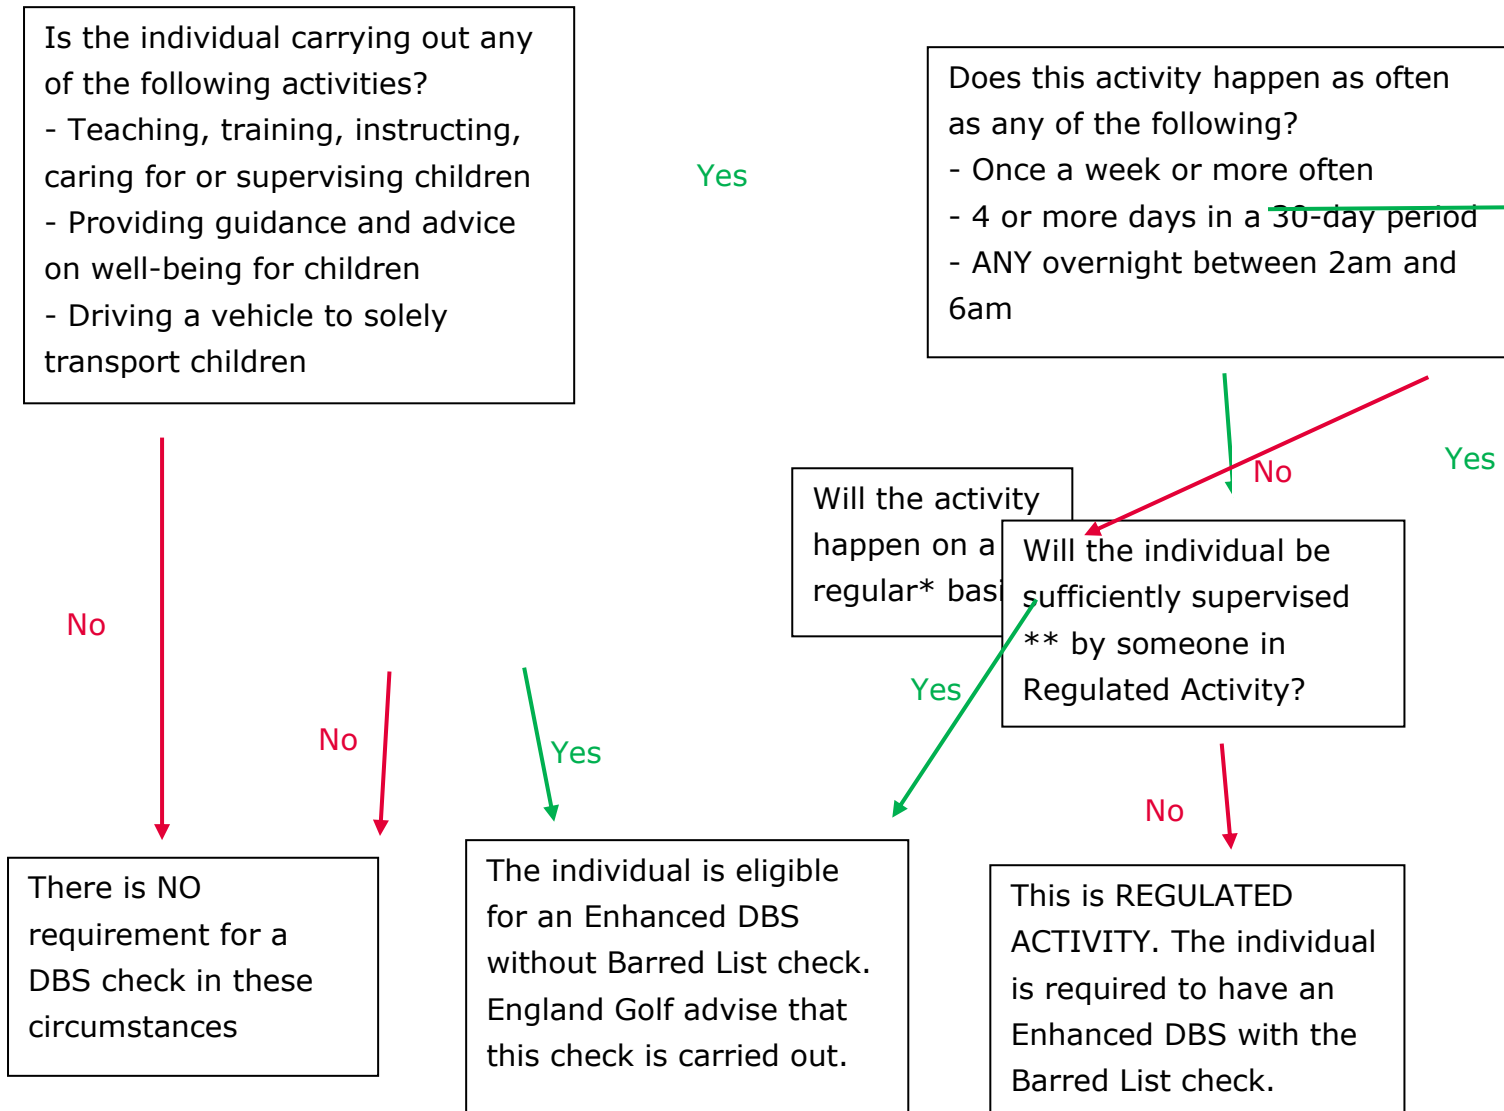 Is the individual carrying out any
of the following activities?
- Teaching, training, instructing,
caring for or supervising children
- Providing guidance and advice
on well-being for children
- Driving a vehicle to solely
transport children
Yes
Does this activity happen as often
as any of the following?
- Once a week or more often
- 4 or more days in a 30-day period
- ANY overnight between 2am and
6am
No
Yes
Will the activity
happen on a
regular* basi
Will the individual be
sufficiently supervised
** by someone in
Regulated Activity?
No
No
Yes
Yes
No
There is NO
requirement for a
DBS check in these
circumstances
The individual is eligible
for an Enhanced DBS
without Barred List check.
England Golf advise that
this check is carried out.
This is REGULATED
ACTIVITY. The individual
is required to have an
Enhanced DBS with the
Barred List check.